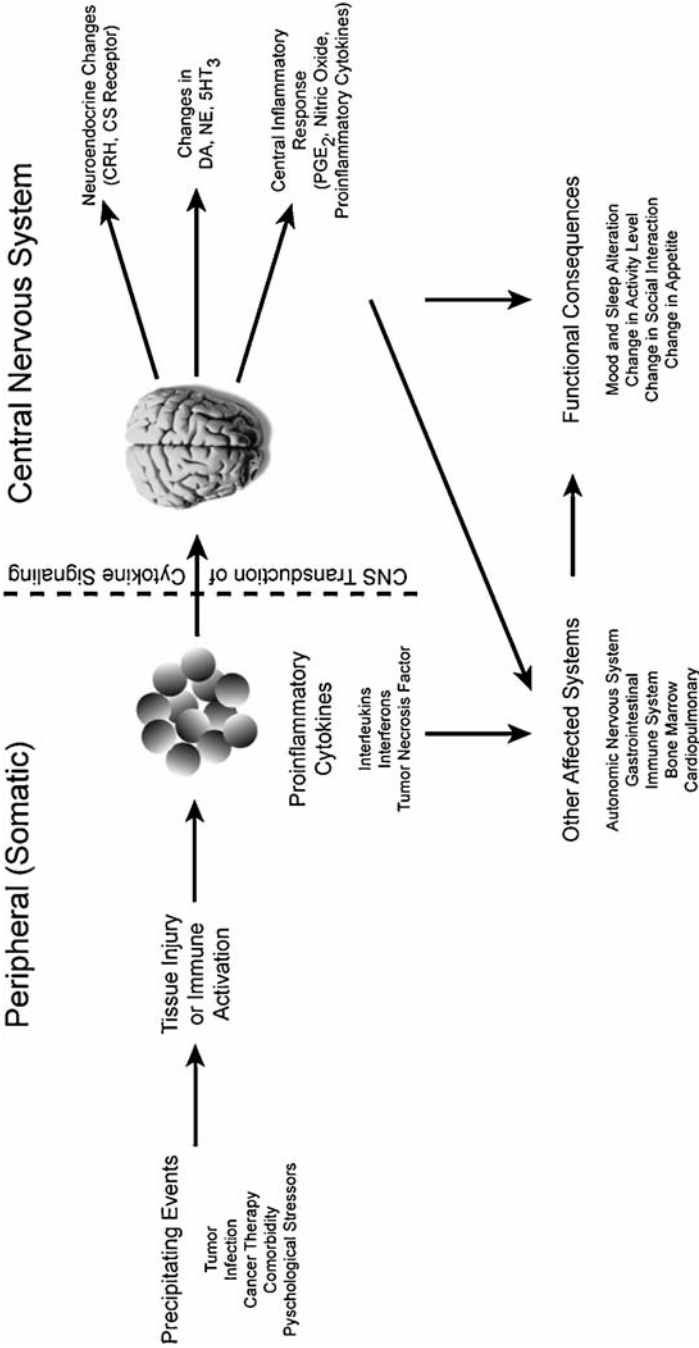 Peripheral (Somatic)
Central Nervous System
Precipitating Events
Tumor
Infection
Cancer Therapy
Comorbidity
Pyschological Stressors
Tissue Injury
or Immune
Activation
Proinflammatory
Cytokines
Interleukins
Interferons
Tumor Necrosis Factor
CNS Transduction of Cytokine Signaling
Neuroendocrine Changes
(CRH, CS Receptor)
Changes in
DA, NE, 5HT₃
Central Inflammatory
Response
(PGE₂, Nitric Oxide,
Proinflammatory Cytokines)
Other Affected Systems
Autonomic Nervous System
Gastrointestinal
Immune System
Bone Marrow
Cardiopulmonary
Functional Consequences
Mood and Sleep Alteration
Change in Activity Level
Change in Social Interaction
Change in Appetite